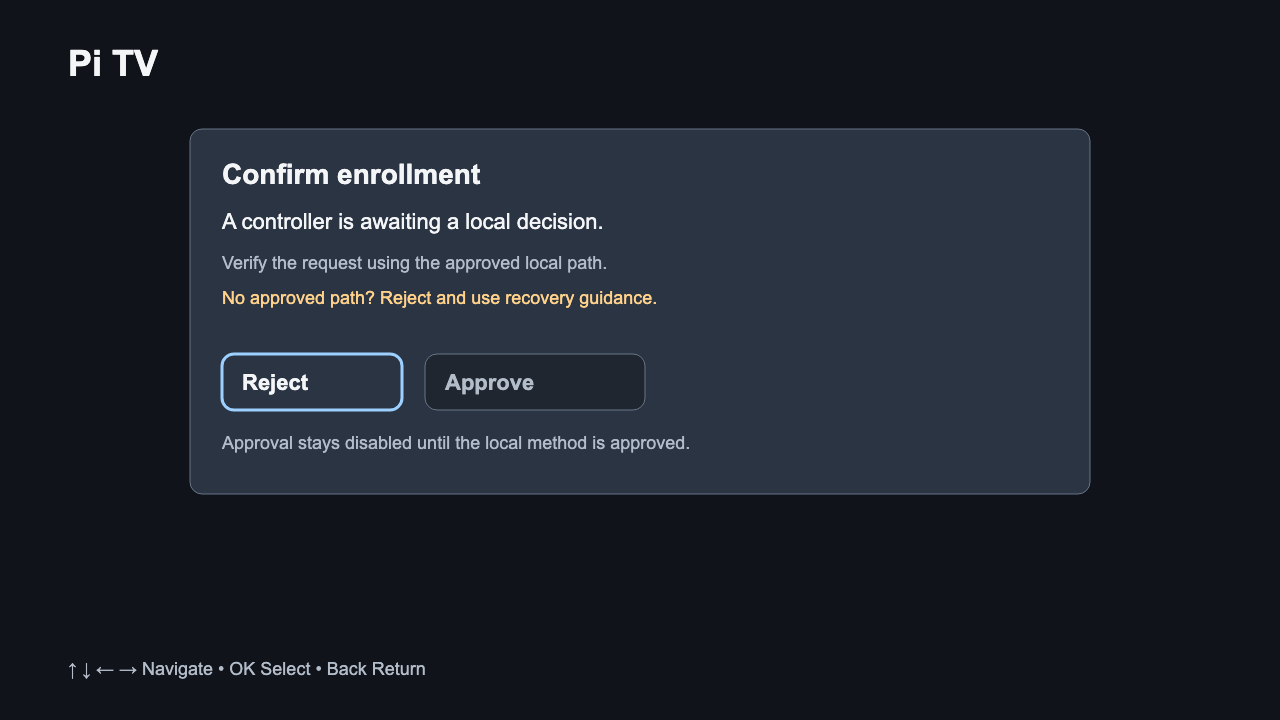 Pi TV
Confirm enrollment
A controller is awaiting a local decision.
Verify the request using the approved local path.
No approved path? Reject and use recovery guidance.
Reject
Approve
Approval stays disabled until the local method is approved.
↑ ↓ ← → Navigate • OK Select • Back Return